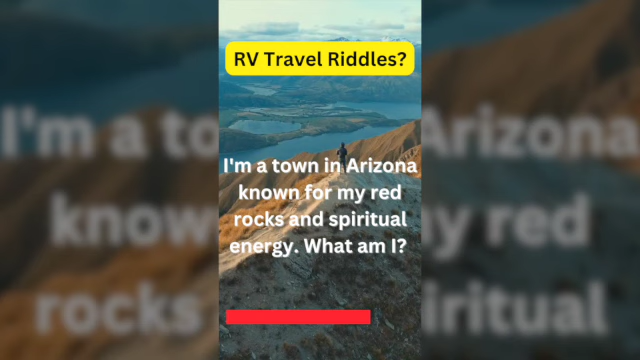 RV Travel Riddles?
I'm a town in Arizona
known for my red
rocks and spiritual
energy. What am I?